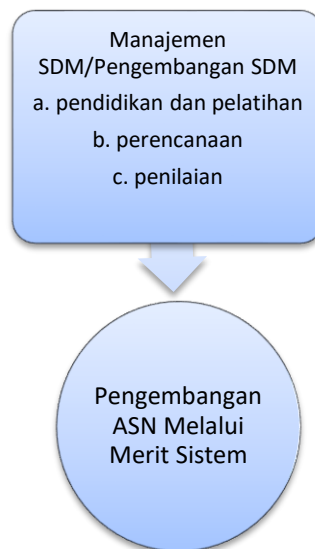 Manajemen
SDM/Pengembangan SDM
a. pendidikan dan pelatihan
b. perencanaan
c. penilaian
Pengembangan
ASN Melalui
Merit Sistem